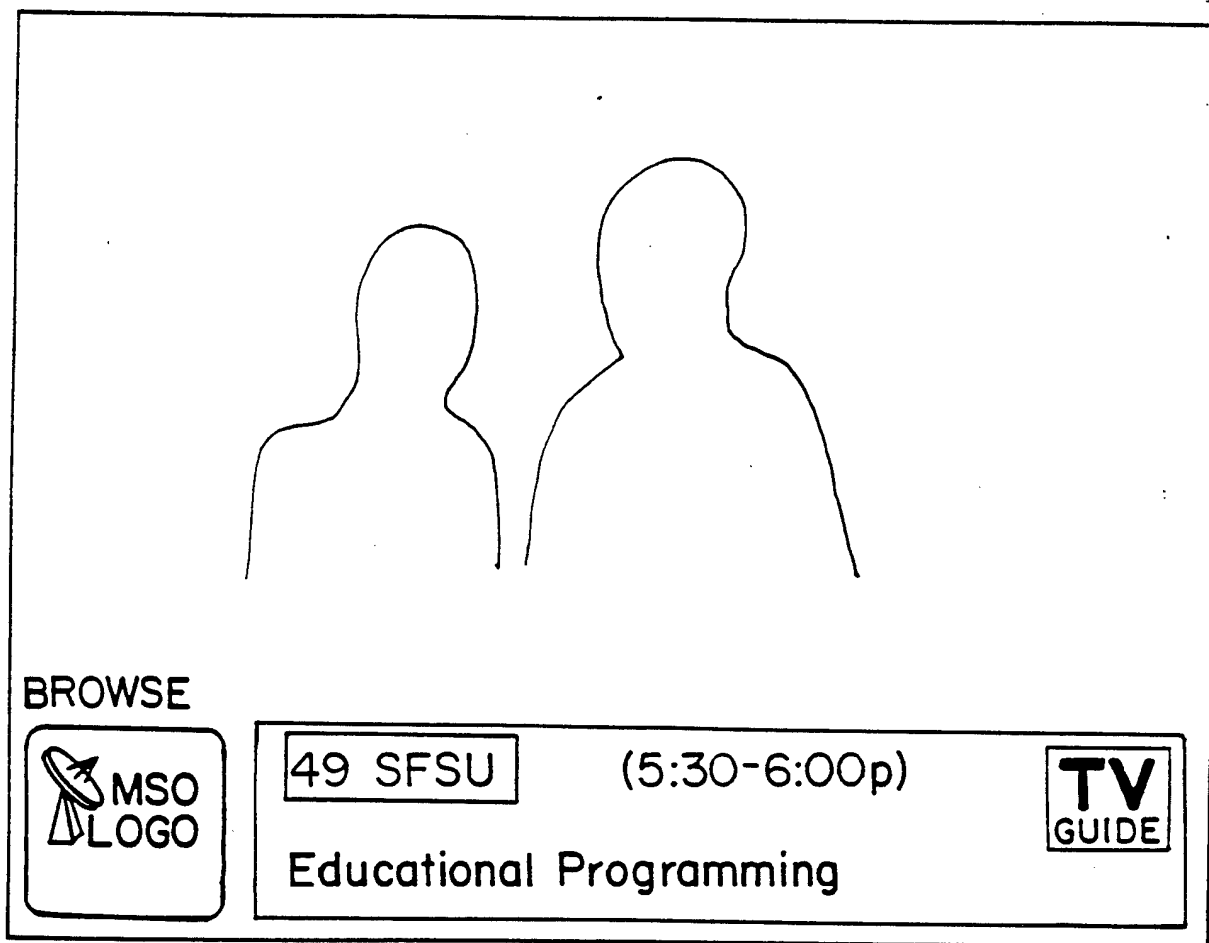 BROWSE
MSO
LOGO
49 SFSU (5:30-6:00p)
Educational Programming
TV
GUIDE